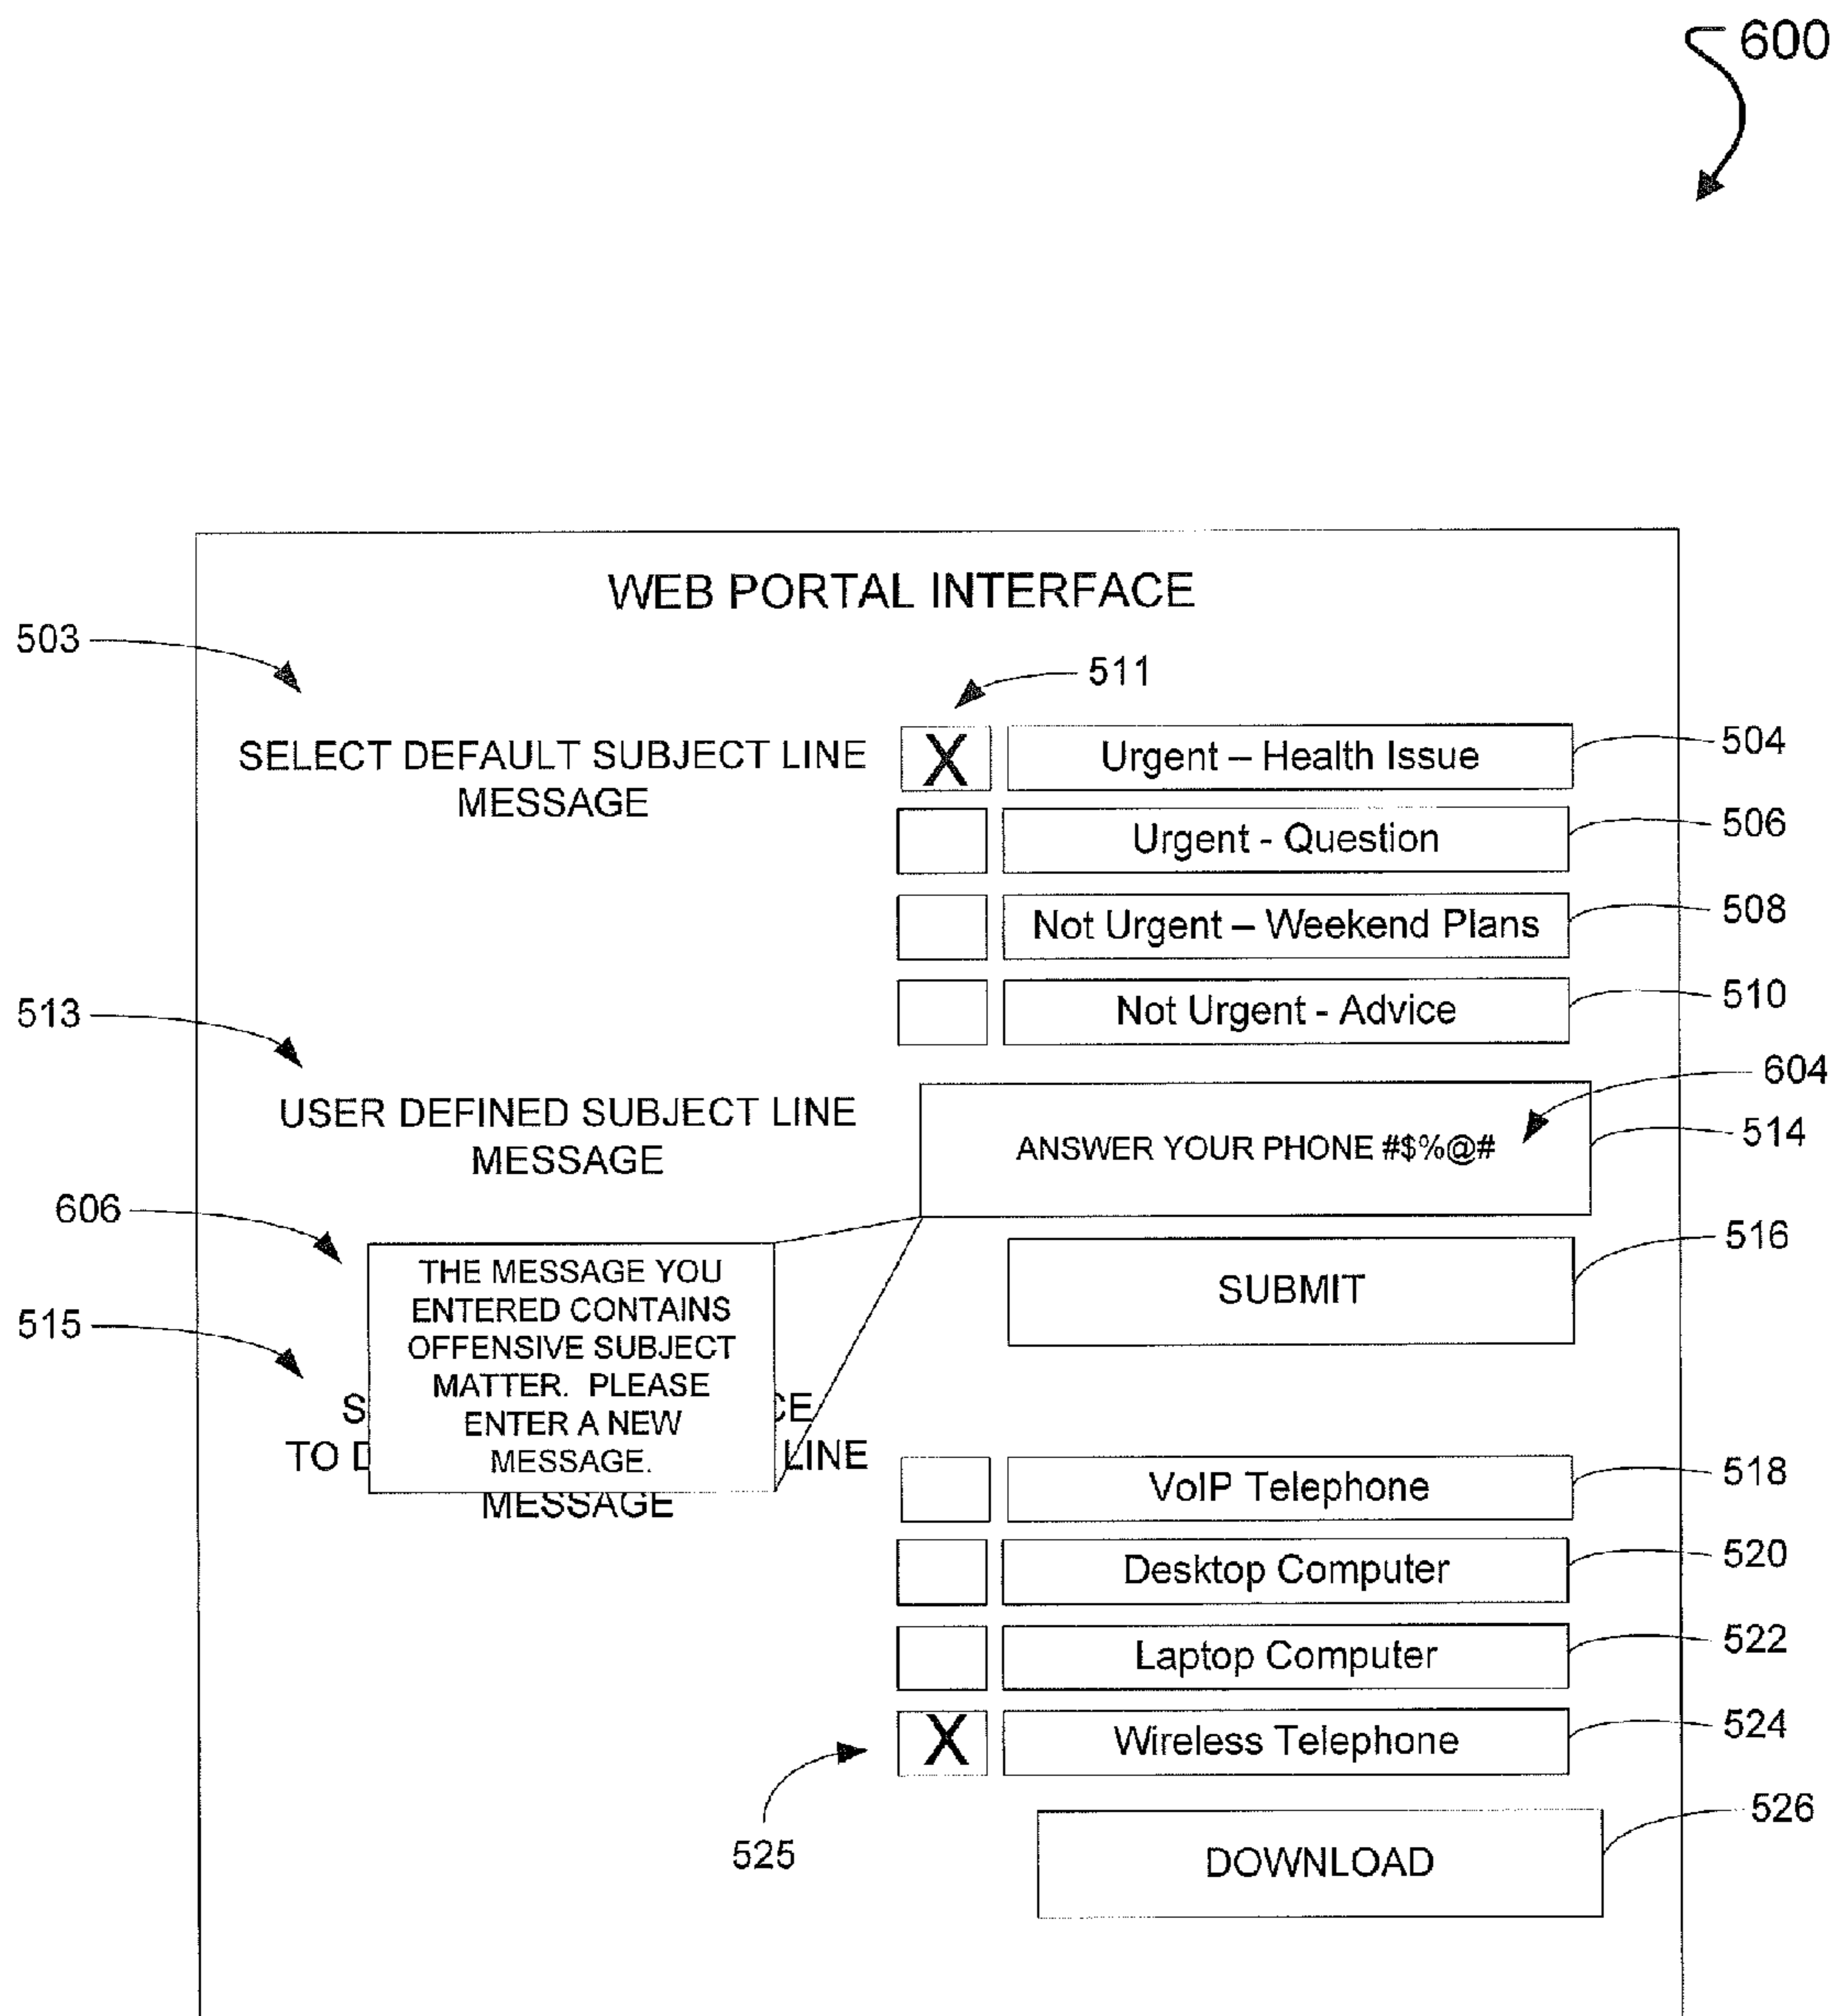 600
WEB PORTAL INTERFACE
503
511
SELECT DEFAULT SUBJECT LINE
MESSAGE
X
Urgent – Health Issue
504
Urgent - Question
506
Not Urgent – Weekend Plans
508
Not Urgent - Advice
510
513
USER DEFINED SUBJECT LINE
MESSAGE
ANSWER YOUR PHONE #$%@#
604
514
606
THE MESSAGE YOU
ENTERED CONTAINS
OFFENSIVE SUBJECT
MATTER.  PLEASE
ENTER A NEW
MESSAGE.
SUBMIT
516
515
TO
LINE
MESSAGE
VoIP Telephone
518
Desktop Computer
520
Laptop Computer
522
X
Wireless Telephone
524
525
DOWNLOAD
526